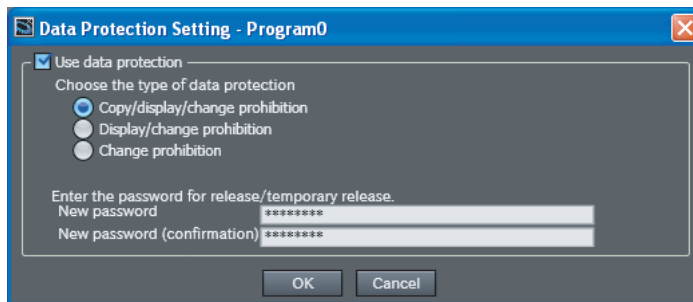 Data Protection Setting - Program0
Use data protection
Choose the type of data protection
Copy/display/change prohibition
Display/change prohibition
Change prohibition
Enter the password for release/temporary release.
New password ********
New password (confirmation) ********
OK Cancel